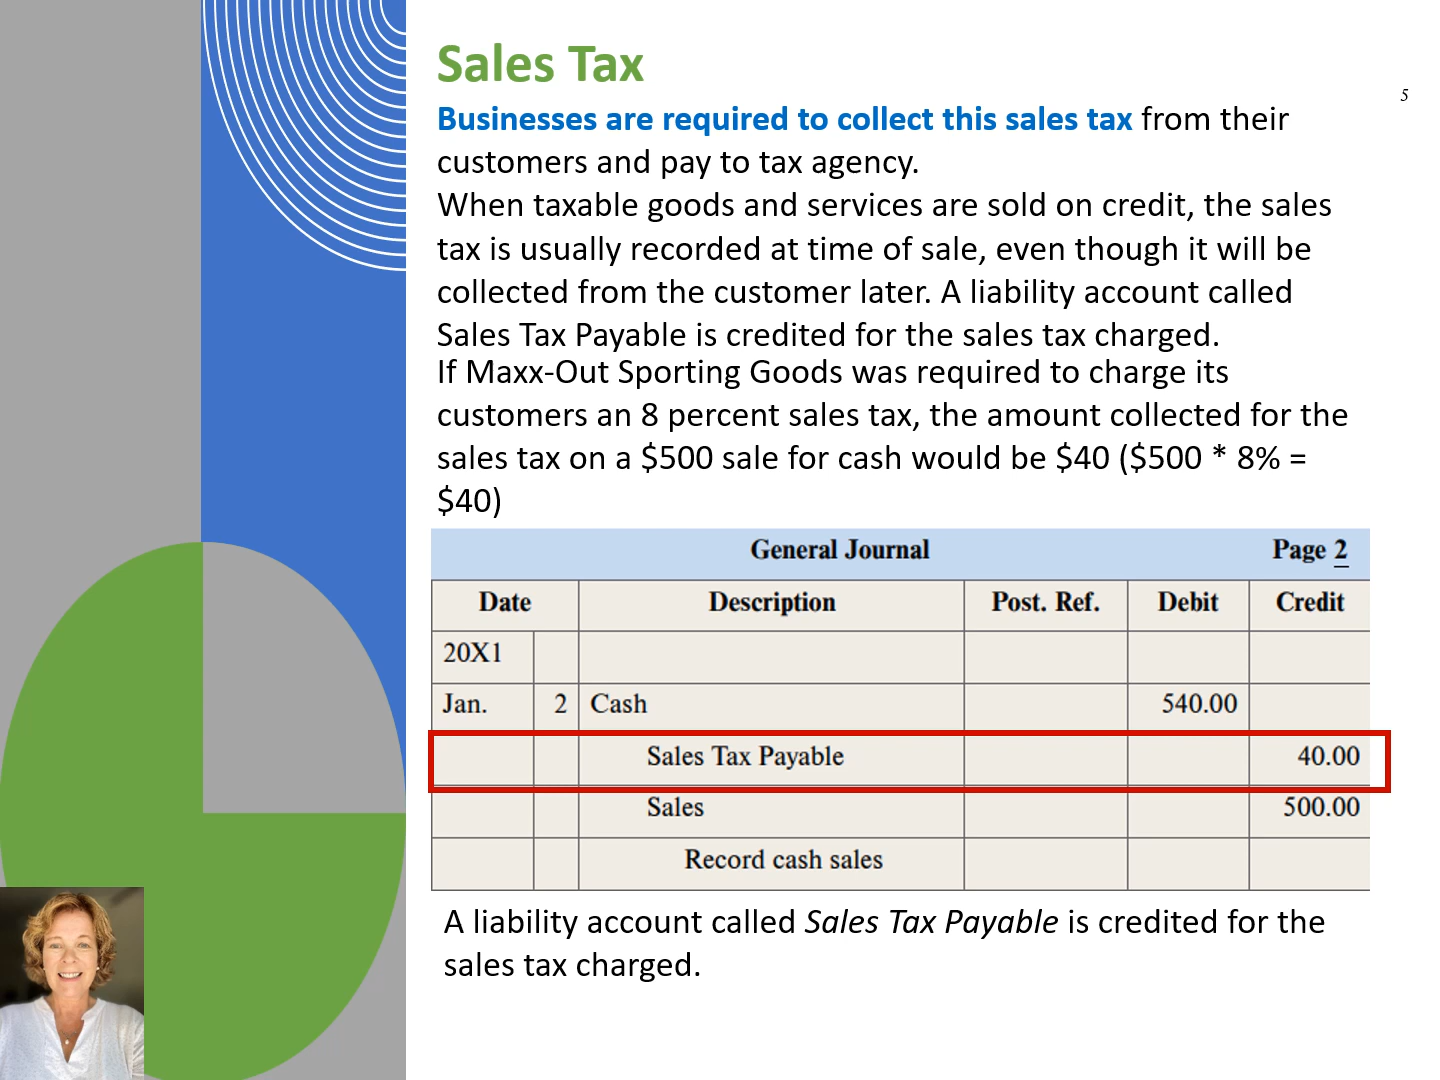 Sales Tax
5
Businesses are required to collect this sales tax from their
customers and pay to tax agency.
When taxable goods and services are sold on credit, the sales
tax is usually recorded at time of sale, even though it will be
collected from the customer later. A liability account called
Sales Tax Payable is credited for the sales tax charged.
If Maxx-Out Sporting Goods was required to charge its
customers an 8 percent sales tax, the amount collected for the
sales tax on a $500 sale for cash would be $40 ($500 * 8% =
$40)
General Journal Page 2
Date Description Post. Ref. Debit Credit
20X1
Jan. 2 Cash 540.00
Sales Tax Payable 40.00
Sales 500.00
Record cash sales
A liability account called Sales Tax Payable is credited for the
sales tax charged.